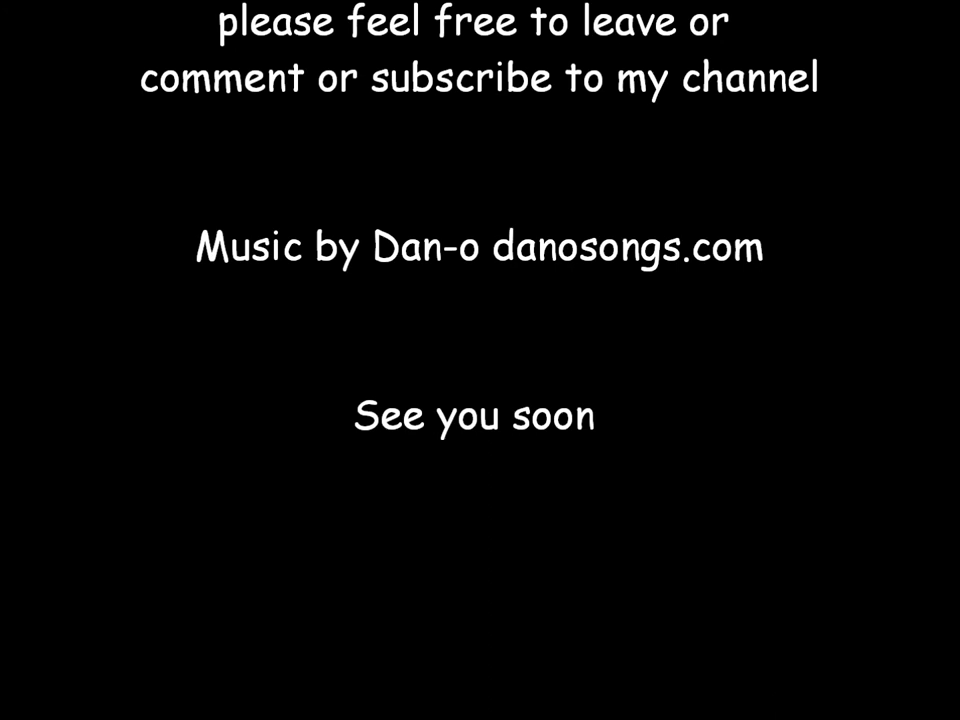 please feel free to leave or
comment or subscribe to my channel
Music by Dan-o danosongs.com
See you soon